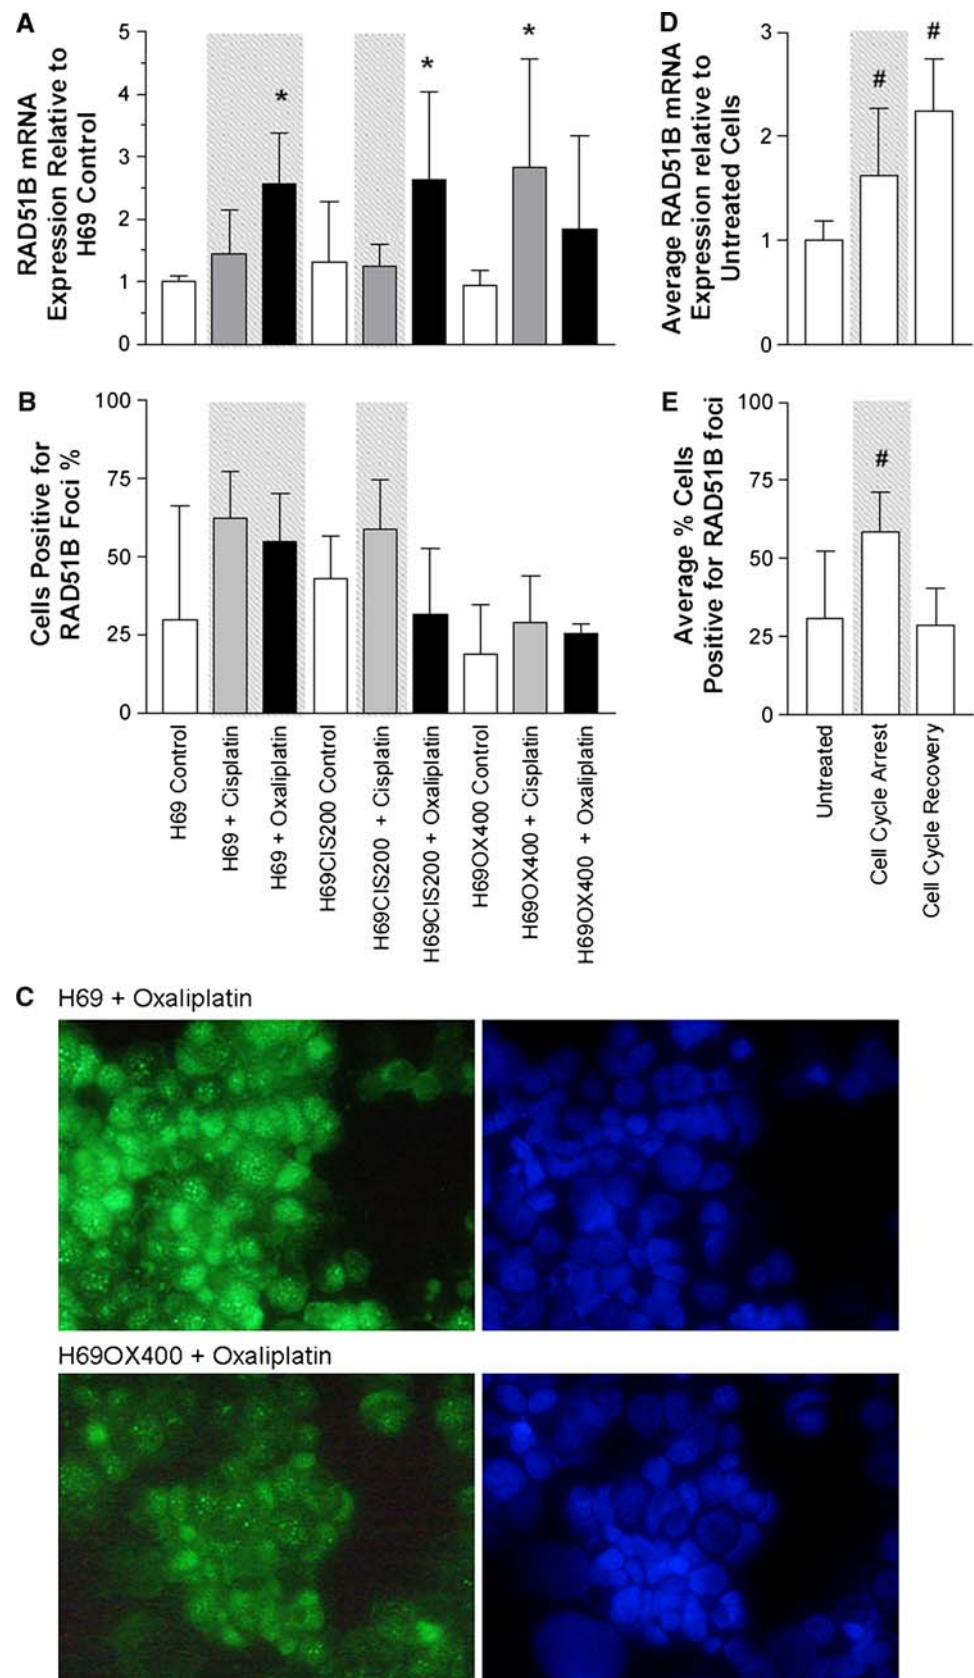 A
RAD51B mRNA
Expression Relative to
H69 Control
5
4
3
2
1
0
*
*
*
D
Average RAD51B mRNA
Expression relative to
Untreated Cells
3
2
1
0
#
#
B
Cells Positive for
RAD51B Foci %
100
75
50
25
0
H69 Control
H69 + Cisplatin
H69 + Oxaliplatin
H69CIS200 Control
H69CIS200 + Cisplatin
H69CIS200 + Oxaliplatin
H69OX400 Control
H69OX400 + Cisplatin
H69OX400 + Oxaliplatin
E
Average % Cells
Positive for RAD51B foci
100
75
50
25
0
#
Untreated
Cell Cycle Arrest
Cell Cycle Recovery
C
H69 + Oxaliplatin
H69OX400 + Oxaliplatin